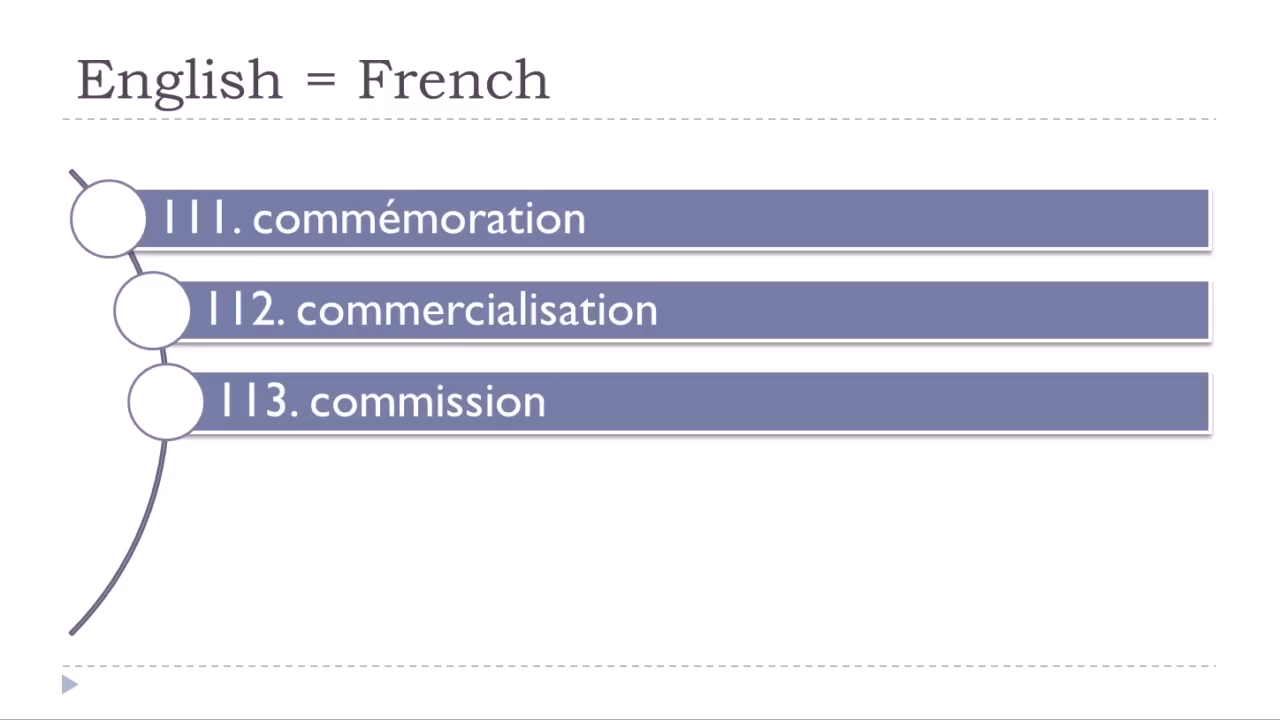 English = French
111. commémoration
112. commercialisation
113. commission